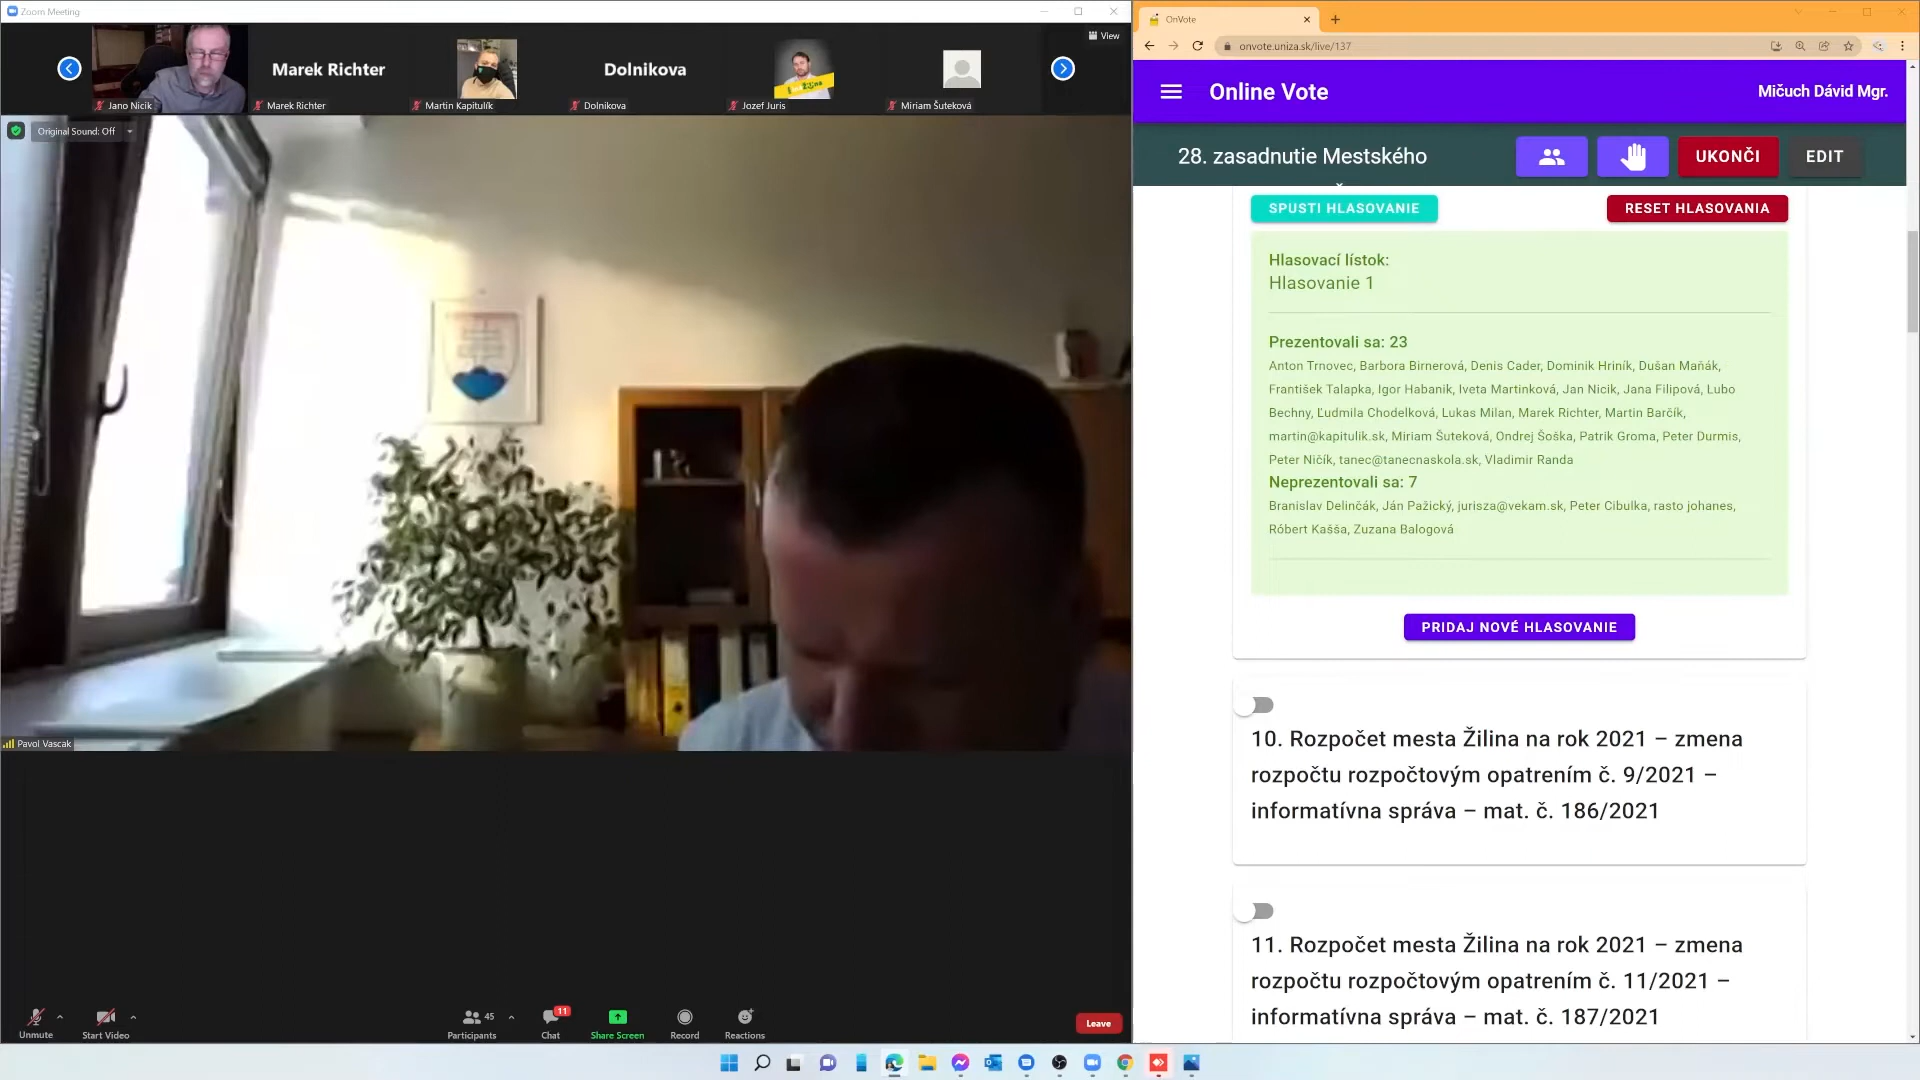 Zoom Meeting
View
Marek Richter
Dolnikova
Jano Nicik
Marek Richter
Martin Kapitulík
Dolnikova
Jozef Juris
Miriam Šuteková
Original Sound: Off
Pavol Vascak
Unmute
Start Video
45
Participants
11
Chat
Share Screen
Record
Reactions
Leave
OnVote
onvote.uniza.sk/live/137
Online Vote
Mičuch Dávid Mgr.
28. zasadnutie Mestského
UKONČI
EDIT
SPUSTI HLASOVANIE
RESET HLASOVANIA
Hlasovací lístok:
Hlasovanie 1
Prezentovali sa: 23
Anton Trnovec, Barbora Birnerová, Denis Cader, Dominik Hriník, Dušan Maňák,
František Talapka, Igor Habanik, Iveta Martinková, Jan Nicik, Jana Filipová, Lubo
Bechny, Ľudmila Chodelková, Lukas Milan, Marek Richter, Martin Barčík,
martin@kapitulik.sk, Miriam Šuteková, Ondrej Šoška, Patrik Groma, Peter Durmis,
Peter Ničík, tanec@tanecnaskola.sk, Vladimir Randa
Neprezentovali sa: 7
Branislav Delinčák, Ján Pažický, jurisza@vekam.sk, Peter Cibulka, rasto johanes,
Róbert Kašša, Zuzana Balogová
PRIDAJ NOVÉ HLASOVANIE
10. Rozpočet mesta Žilina na rok 2021 – zmena
rozpočtu rozpočtovým opatrením č. 9/2021 –
informatívna správa – mat. č. 186/2021
11. Rozpočet mesta Žilina na rok 2021 – zmena
rozpočtu rozpočtovým opatrením č. 11/2021 –
informatívna správa – mat. č. 187/2021